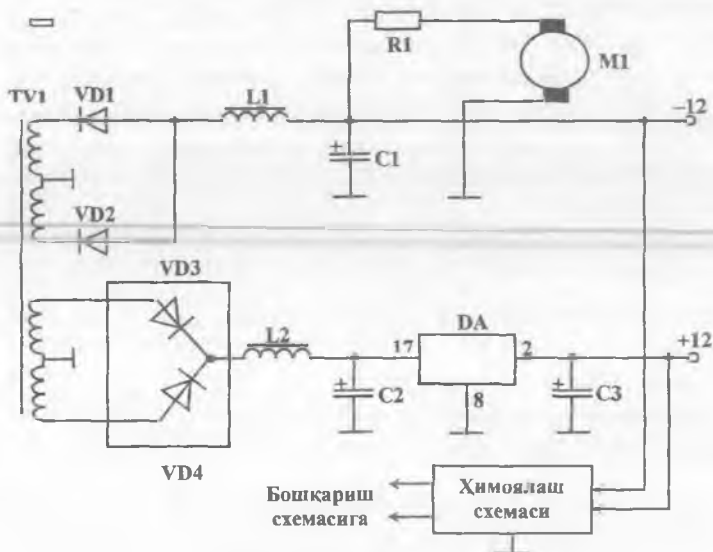 R1
M1
TV1
VD1
L1
–12
+
C1
VD2
VD3
L2
DA
17
2
+12
+
C2
8
+
C3
VD4
Бошқариш
схемасига
Ҳимоялаш
схемаси